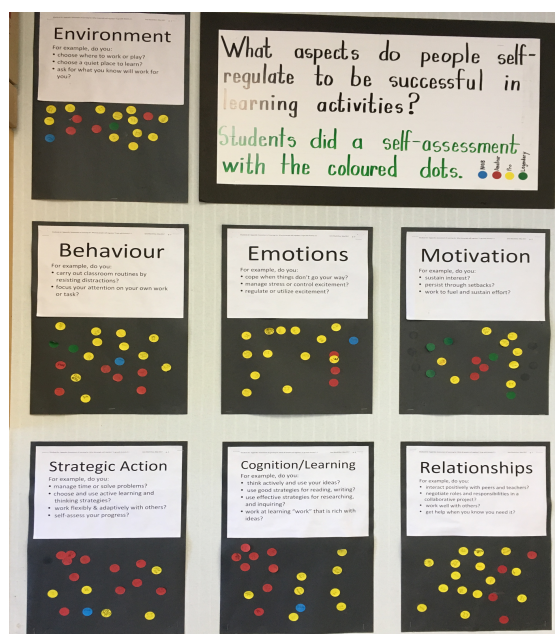 Environment
For example, do you:
• choose where to work or play?
• choose a quiet place to learn?
• ask for what you know will work for
you?
What aspects do people self-
regulate to be successful in
learning activities?
Students did a self-assessment
with the coloured dots.
Behaviour
For example, do you:
• carry out classroom routines by
resisting distractions?
• focus your attention on your own work
or task?
Emotions
For example, do you:
• cope when things don't go your way?
• manage stress or control excitement?
• regulate or utilize excitement?
Motivation
For example, do you:
• sustain interest?
• persist through setbacks?
• work to fuel and sustain effort?
Strategic Action
For example, do you:
• manage time or solve problems?
• choose and use active learning and
thinking strategies?
• work flexibly & adaptively with others?
• self-assess your progress?
Cognition/Learning
For example, do you:
• think actively and use your ideas?
• use good strategies for reading, writing?
• use effective strategies for researching,
and inquiring?
• work at learning "work" that is rich with
ideas?
Relationships
For example, do you:
• interact positively with peers and teachers?
• negotiate roles and responsibilities in a
collaborative project?
• work well with others?
• get help when you know you need it?